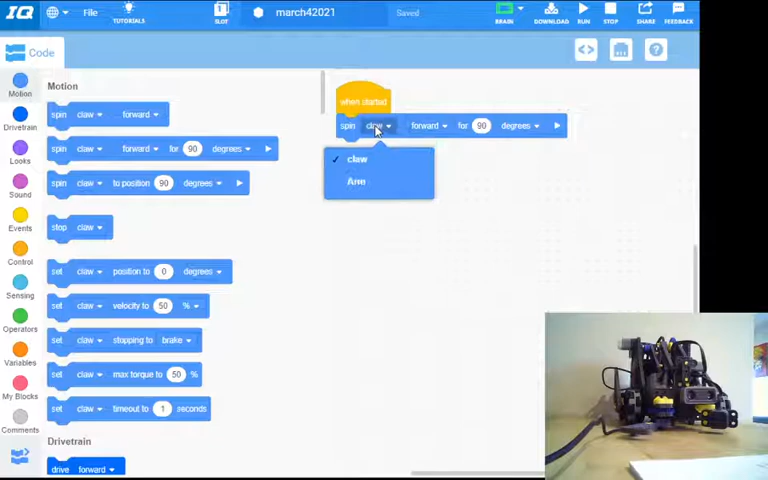 IQ File TUTORIALS 1 SLOT march42021 Saved BRAIN DOWNLOAD RUN STOP SHARE FEEDBACK
Code
Motion
Drivetrain
Looks
Sound
Events
Control
Sensing
Operators
Variables
My Blocks
Comments
Motion
spin claw forward
spin claw forward for 90 degrees
spin claw to position 90 degrees
stop claw
set claw position to 0 degrees
set claw velocity to 50 %
set claw stopping to brake
set claw max torque to 50 %
set claw timeout to 1 seconds
Drivetrain
drive forward
when started
spin claw forward for 90 degrees
claw
Arm